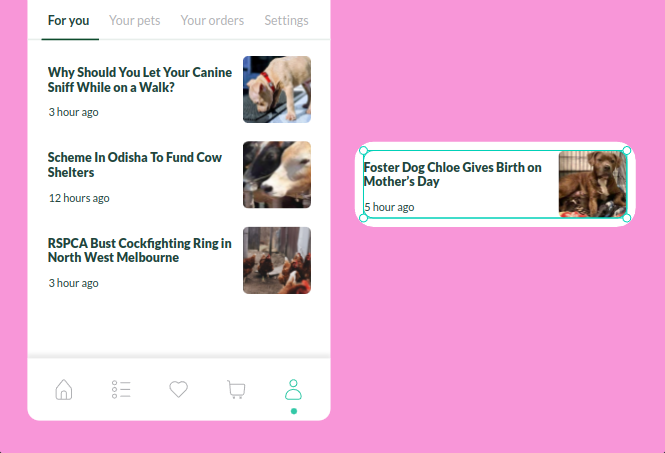 For you Your pets Your orders Settings
Why Should You Let Your Canine
Sniff While on a Walk?
3 hour ago
Scheme In Odisha To Fund Cow
Shelters
12 hours ago
RSPCA Bust Cockfighting Ring in
North West Melbourne
3 hour ago
Foster Dog Chloe Gives Birth on
Mother's Day
5 hour ago